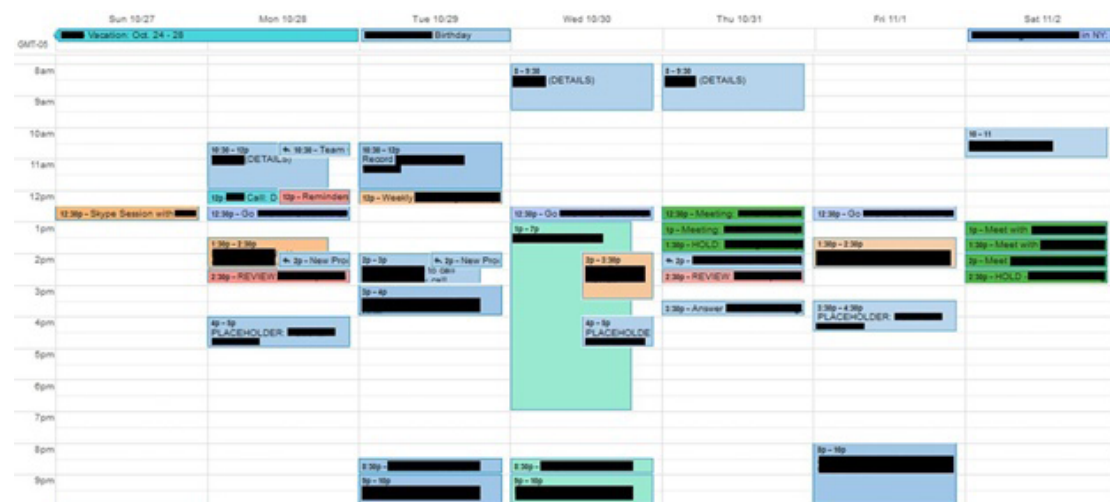 Sun 10/27 Mon 10/28 Tue 10/29 Wed 10/30 Thu 10/31 Fri 11/1 Sat 11/2
GMT-05
Vacation: Oct. 24 - 28
Birthday
in NY:
8am
8 – 9:30
(DETAILS)
8 – 9:30
(DETAILS)
9am
10am
10 – 11
10:30 – 12p
(DETAILS)
10:30 – Team
10:30 – 12p
Record
11am
12pm
12p
Call: D
12p – Reminder
12p – Weekly
12:30p – Skype Session with
12:30p – Go
12:30p – Go
12:30p – Meeting:
12:30p – Go
1pm
1p – 7p
1p – Meeting:
1p – Meet with
1:30p – 2:30p
1:30p – HOLD:
1:30p – 2:30p
1:30p – Meet with
2pm
2p – New Pro
2p – 3p
2p – New Pro
2p – 3:30p
2p –
2p – Meet
2:30p – REVIEW
2:30p – REVIEW
2:30p – HOLD -
3pm
3p – 4p
3:30p – Answer
3:30p – 4:30p
PLACEHOLDER:
4pm
4p – 5p
PLACEHOLDER:
4p – 5p
PLACEHOLDE
5pm
6pm
7pm
8pm
8p – 10p
8:30p –
8:30p –
9pm
9p – 10p
9p – 10p